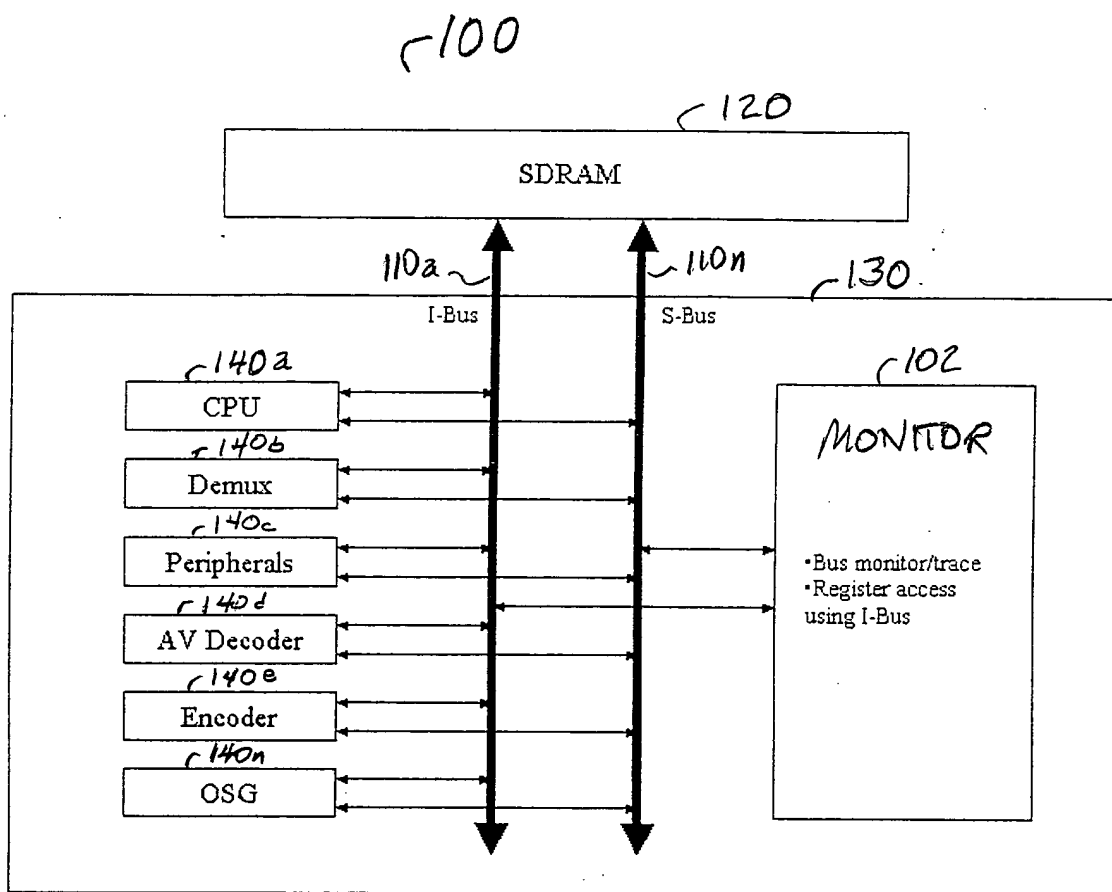 100
120
SDRAM
110a
110n
130
I-Bus
S-Bus
140a
CPU
102
MONITOR
140b
Demux
140c
Peripherals
•Bus monitor/trace
•Register access
using I-Bus
140d
AV Decoder
140e
Encoder
140n
OSG